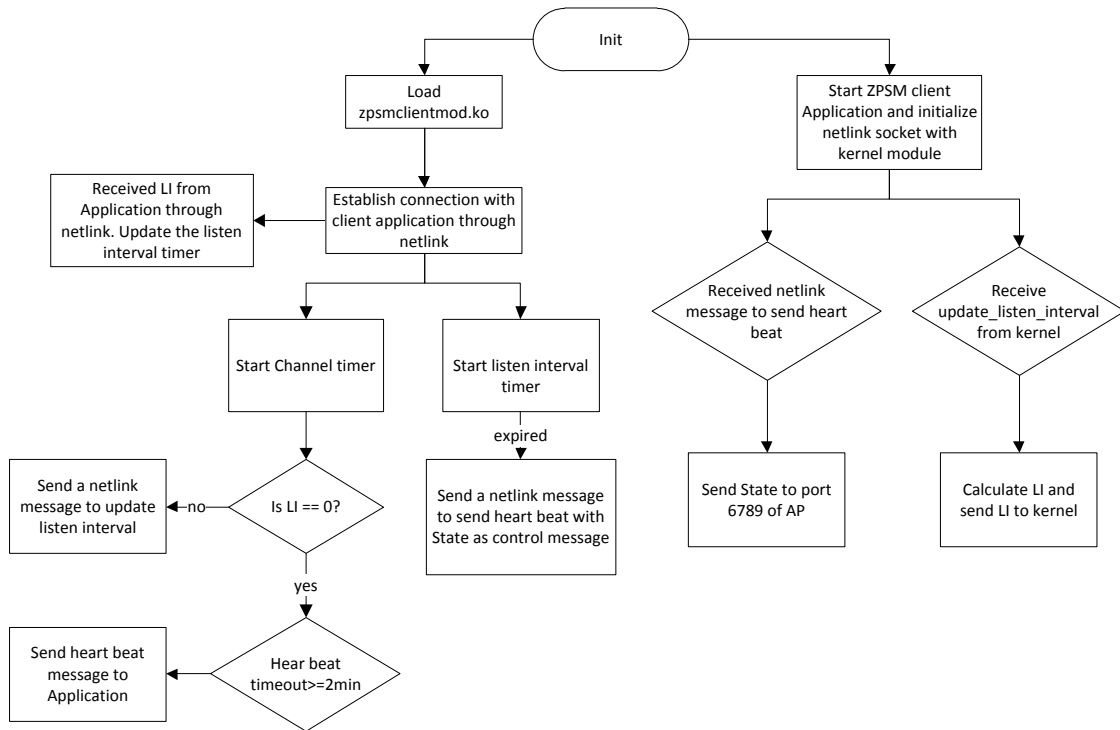 Init
Load
zpsmclientmod.ko
Start ZPSM client
Application and initialize
netlink socket with
kernel module
Received LI from
Application through
netlink. Update the listen
interval timer
Establish connection with
client application through
netlink
Received netlink
message to send heart
beat
Receive
update_listen_interval
from kernel
Start Channel timer
Start listen interval
timer
expired
Send a netlink
message to update
listen interval
no
Is LI == 0?
Send a netlink message
to send heart beat with
State as control message
Send State to port
6789 of AP
Calculate LI and
send LI to kernel
yes
Send heart beat
message to
Application
Hear beat
timeout>=2min